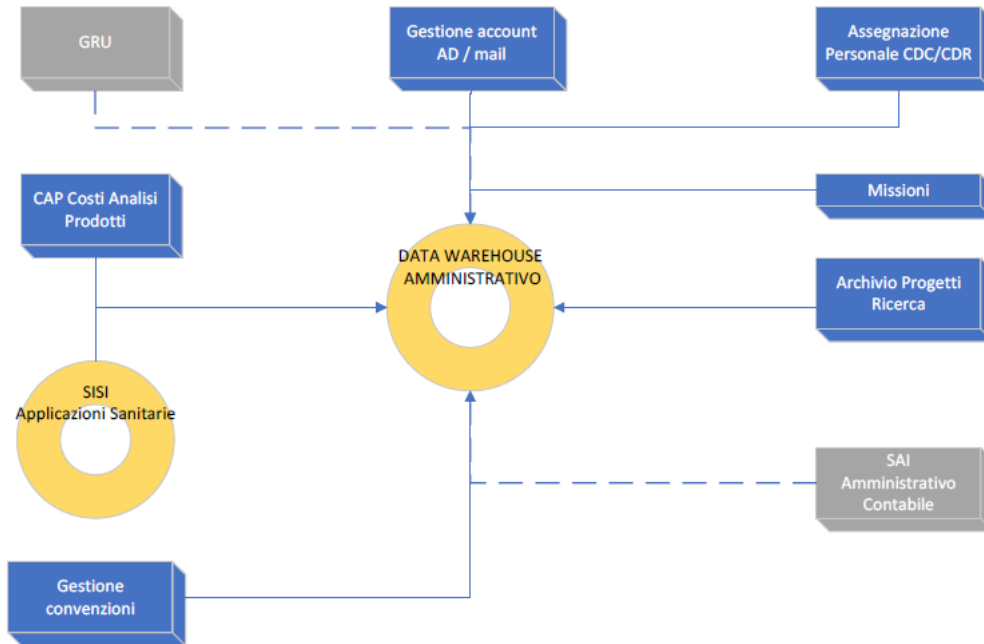 GRU
Gestione account
AD / mail
Assegnazione
Personale CDC/CDR
CAP Costi Analisi
Prodotti
Missioni
DATA WAREHOUSE
AMMINISTRATIVO
Archivio Progetti
Ricerca
SISI
Applicazioni Sanitarie
SAI
Amministrativo
Contabile
Gestione
convenzioni